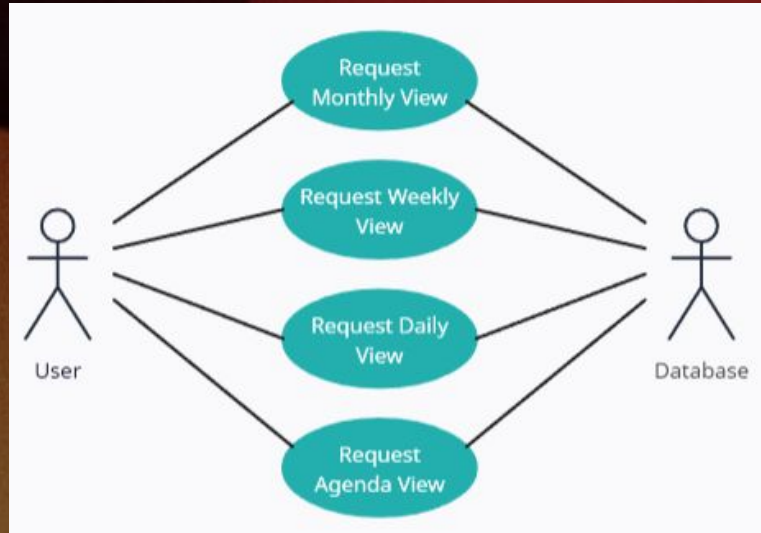 Request
Monthly View
Request Weekly
View
Request Daily
View
Request
Agenda View
User
Database